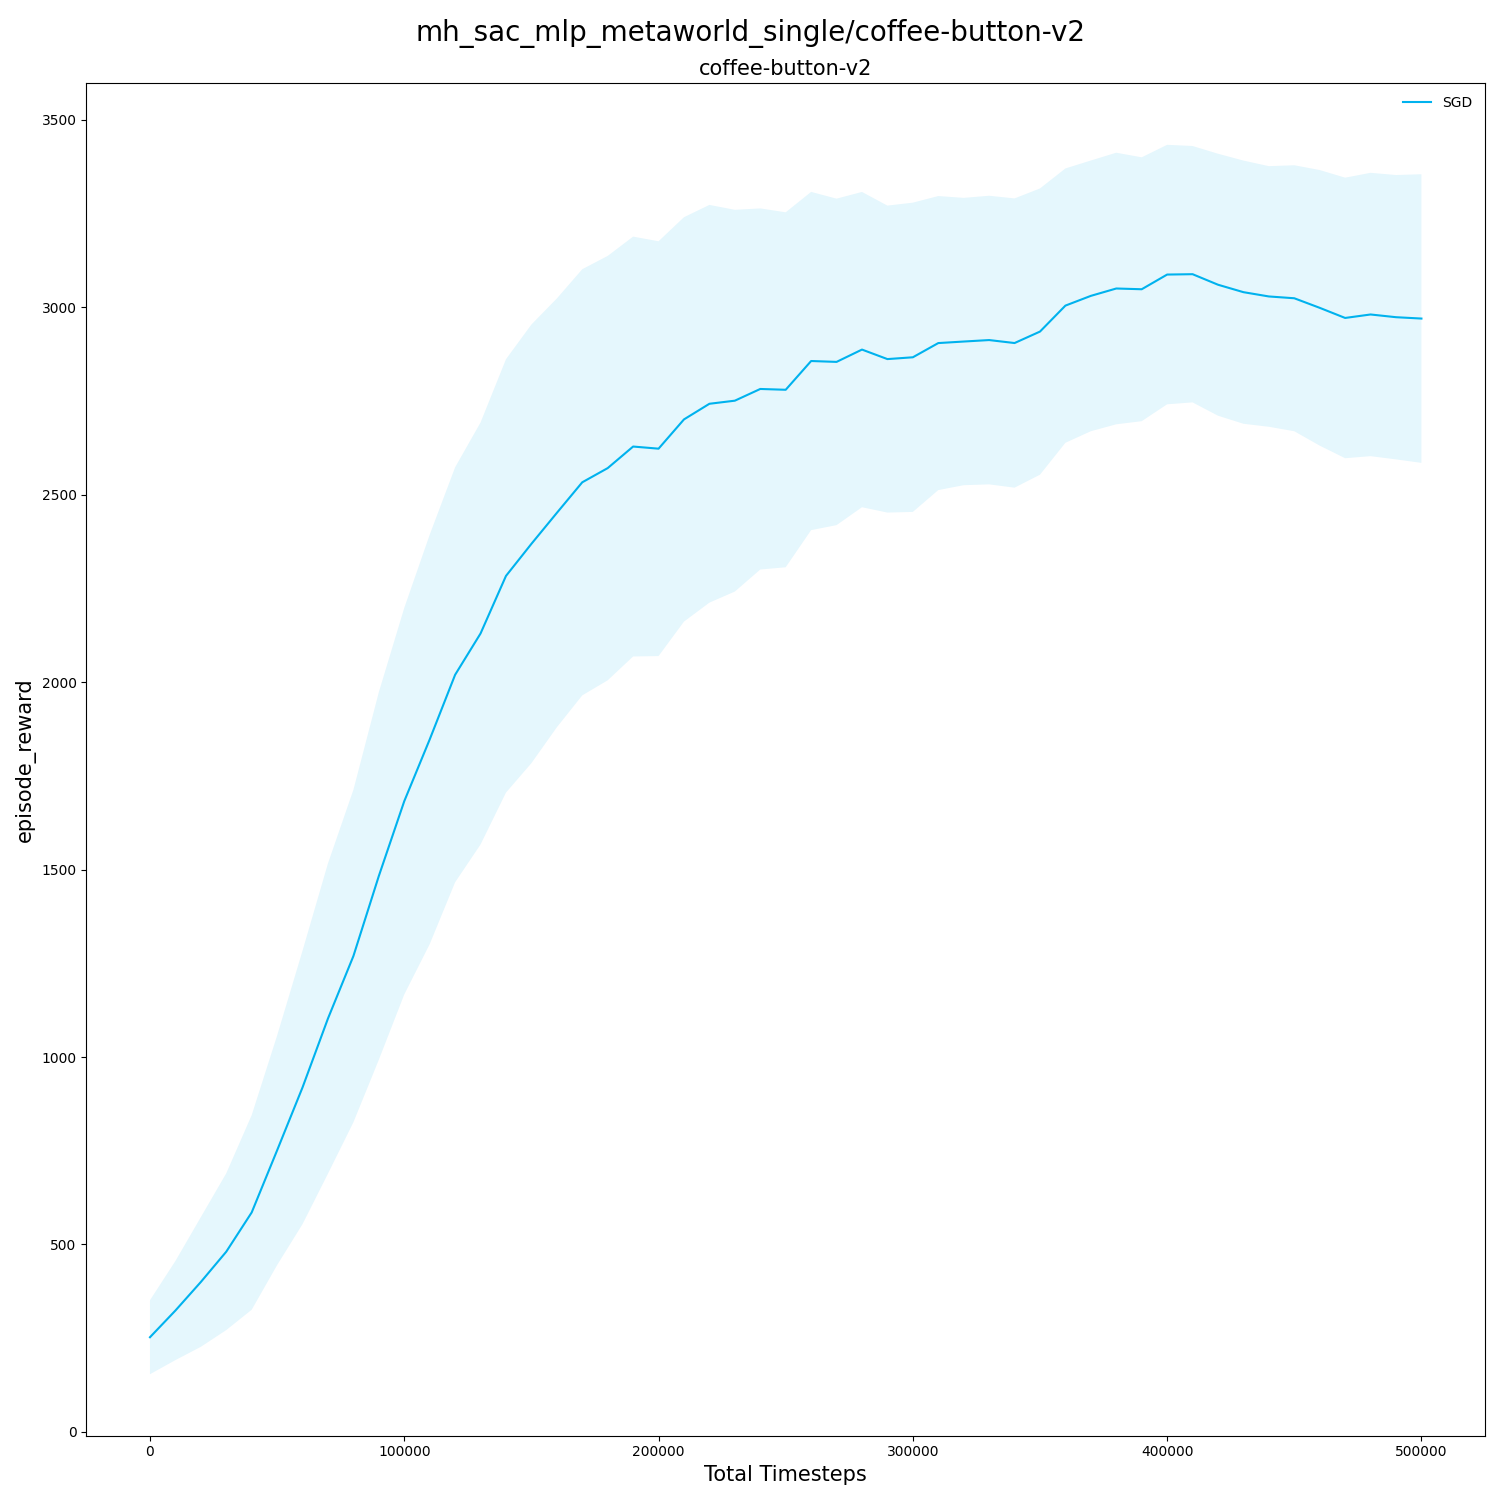 mh_sac_mlp_metaworld_single/coffee-button-v2
coffee-button-v2
SGD
3500
3000
2500
2000
1500
1000
500
0
episode_reward
0 100000 200000 300000 400000 500000
Total Timesteps